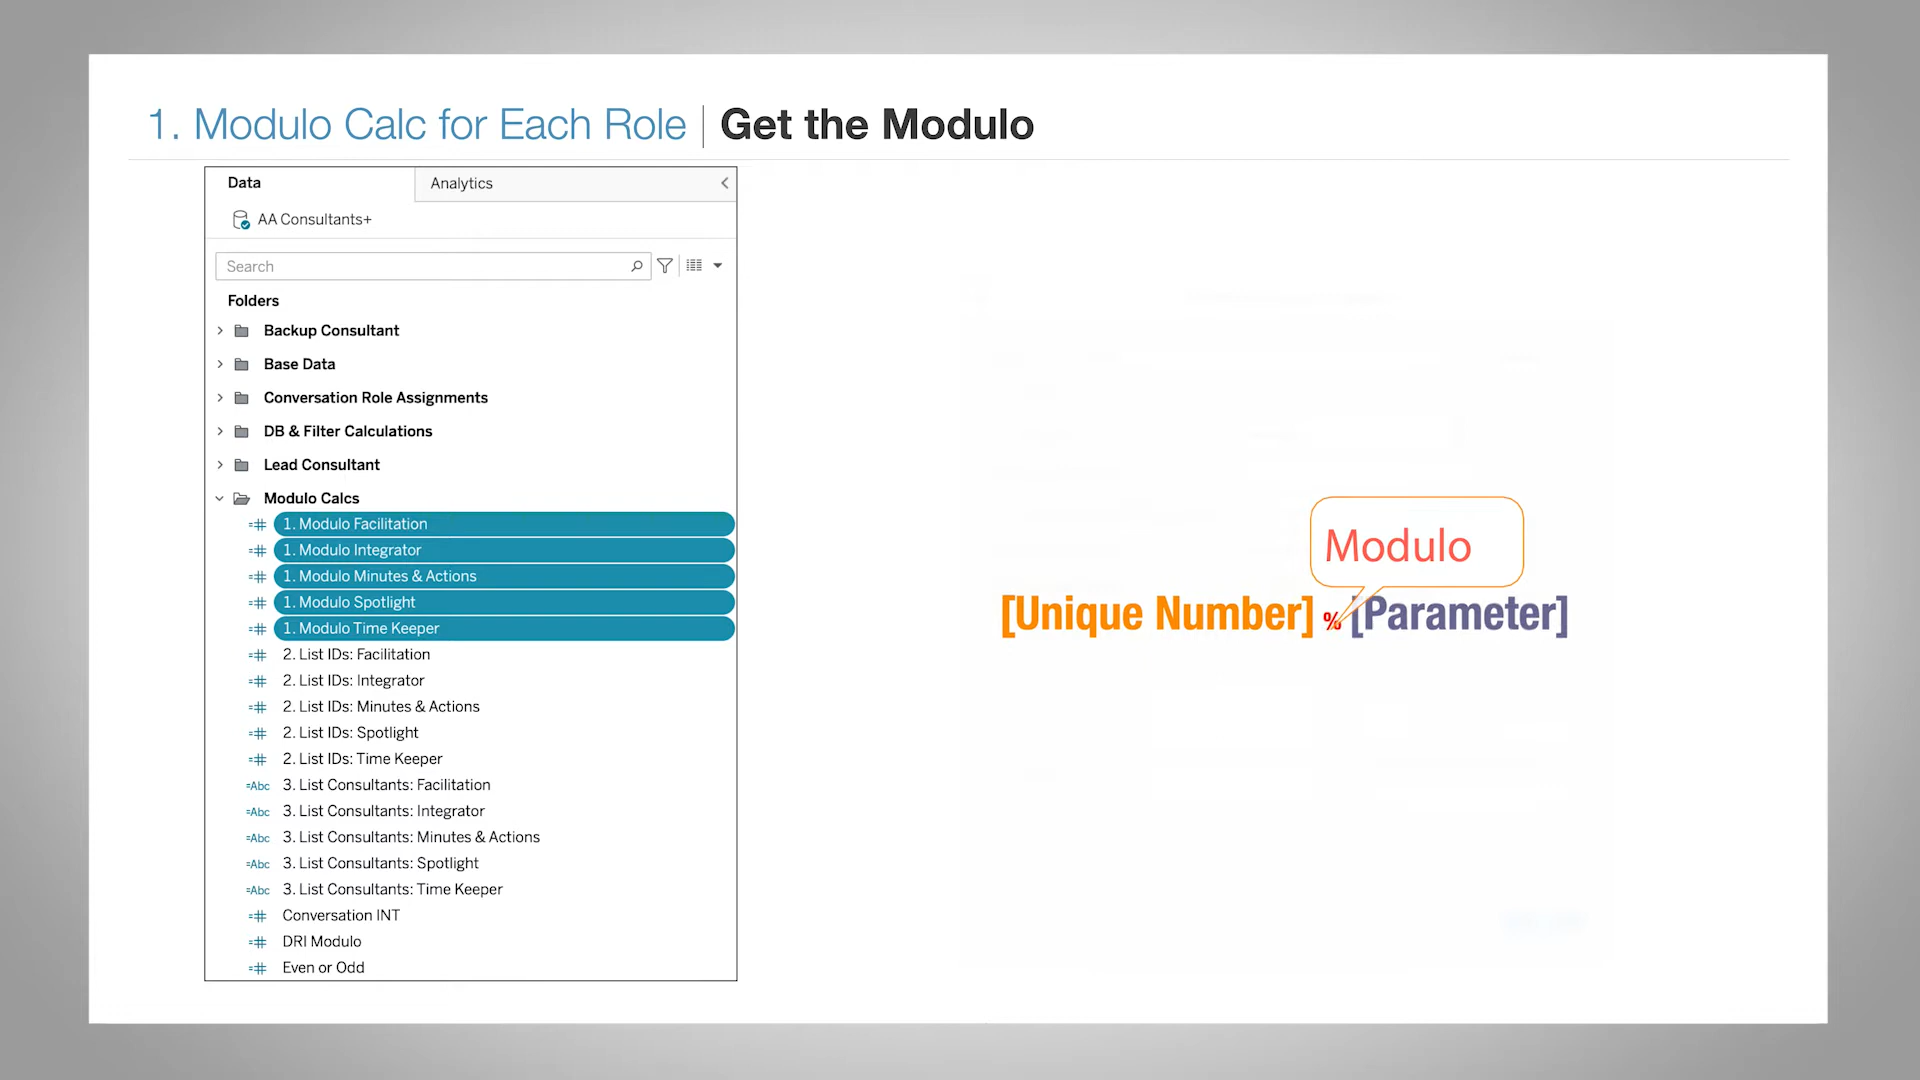 1. Modulo Calc for Each Role | Get the Modulo
Data
Analytics
AA Consultants+
Search
Folders
Backup Consultant
Base Data
Conversation Role Assignments
DB & Filter Calculations
Lead Consultant
Modulo Calcs
=# 1. Modulo Facilitation
=# 1. Modulo Integrator
=# 1. Modulo Minutes & Actions
=# 1. Modulo Spotlight
=# 1. Modulo Time Keeper
=# 2. List IDs: Facilitation
=# 2. List IDs: Integrator
=# 2. List IDs: Minutes & Actions
=# 2. List IDs: Spotlight
=# 2. List IDs: Time Keeper
=Abc 3. List Consultants: Facilitation
=Abc 3. List Consultants: Integrator
=Abc 3. List Consultants: Minutes & Actions
=Abc 3. List Consultants: Spotlight
=Abc 3. List Consultants: Time Keeper
=# Conversation INT
=# DRI Modulo
=# Even or Odd
Modulo
[Unique Number] % [Parameter]